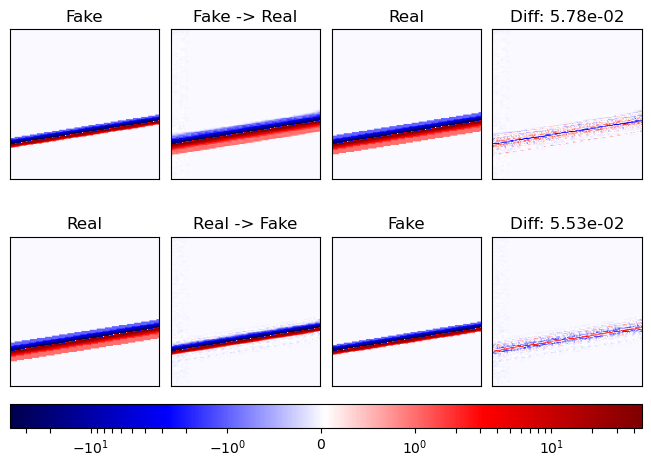 Fake Fake -> Real Real Diff: 5.78e-02
Real Real -> Fake Fake Diff: 5.53e-02
−10¹ −10⁰ 0 10⁰ 10¹